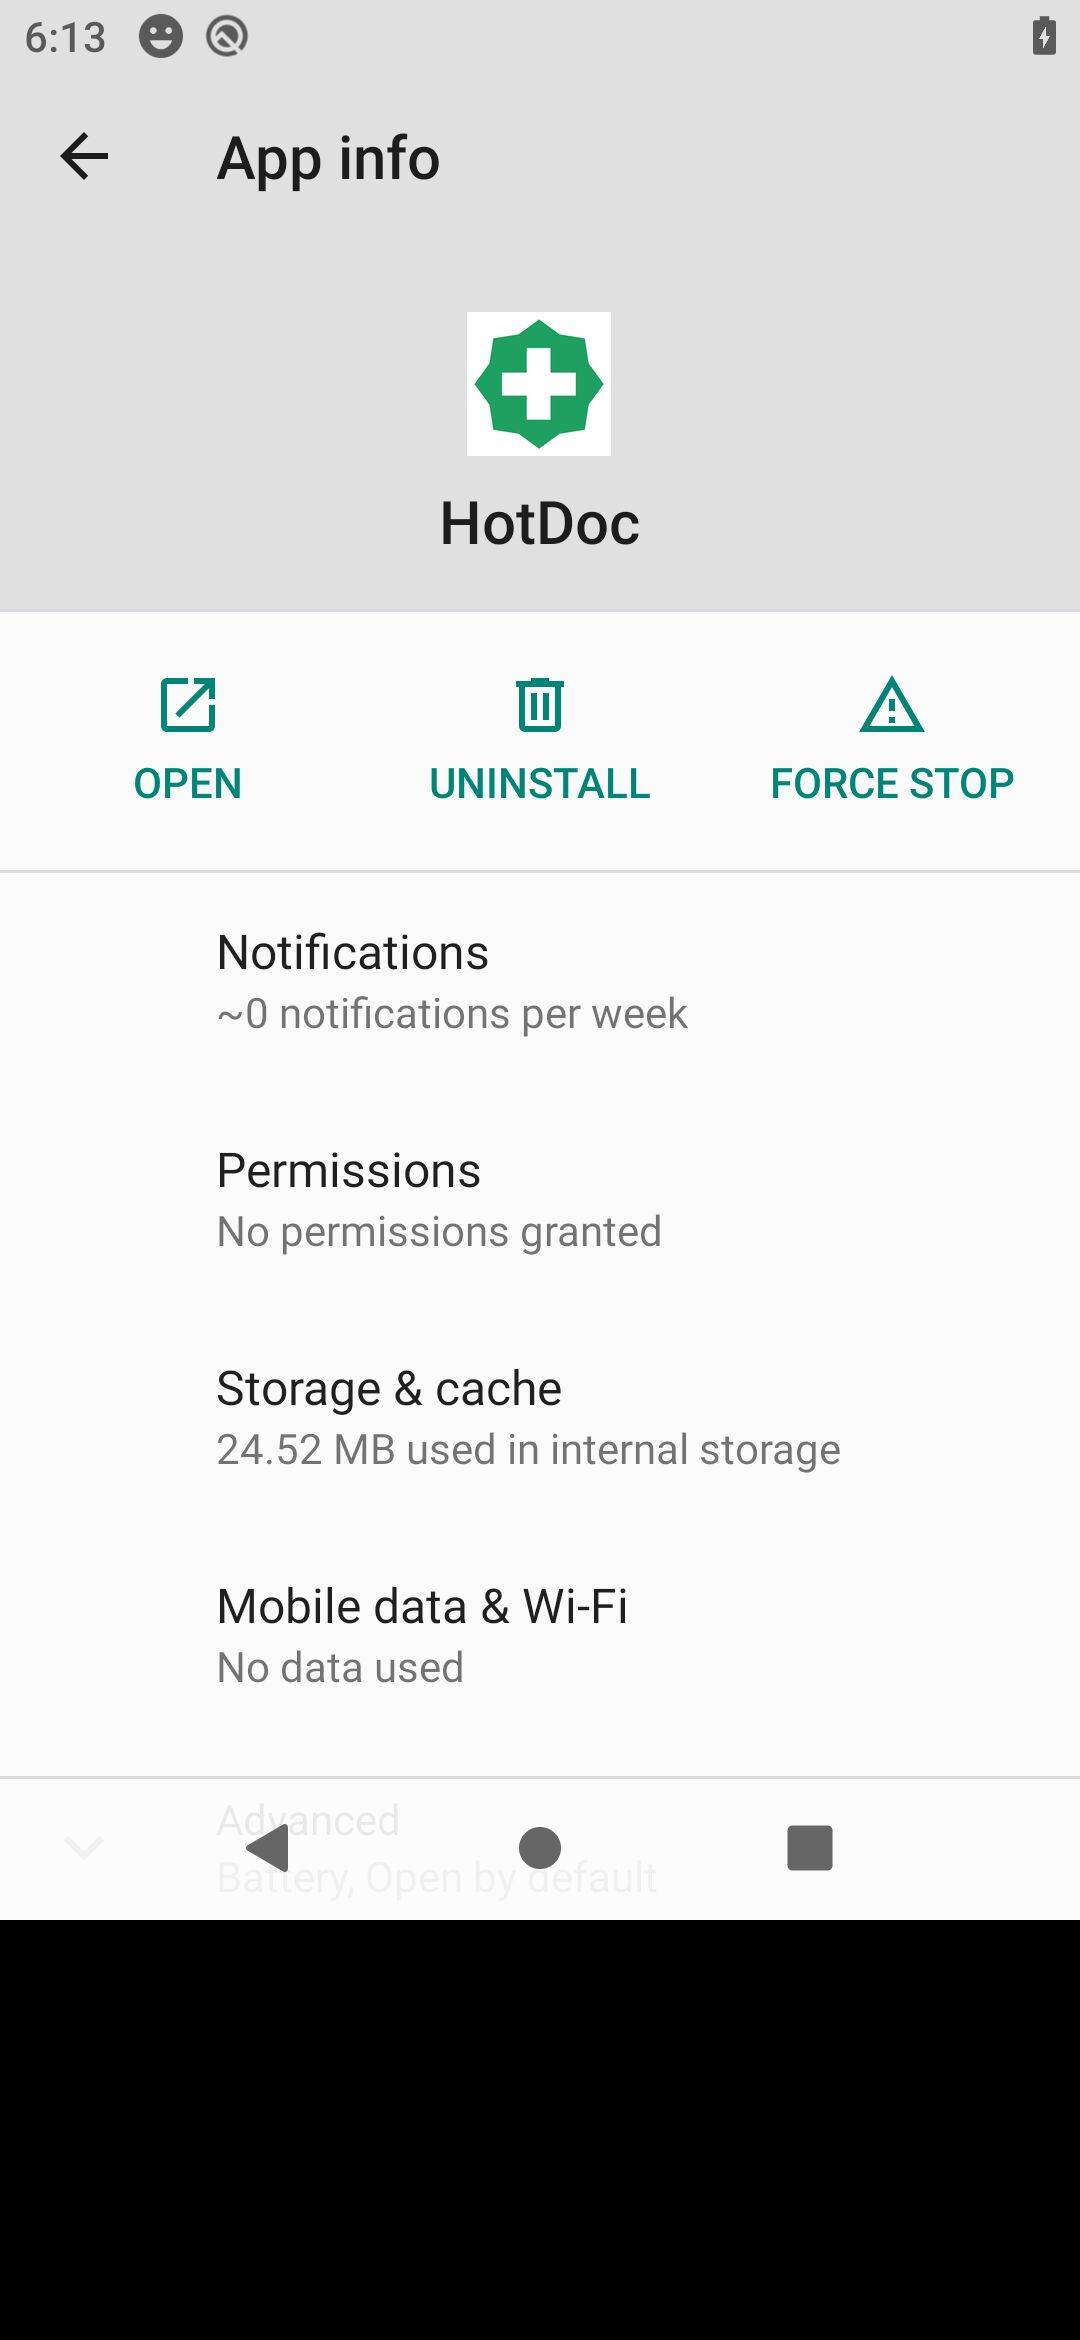 6:13
App info
HotDoc
OPEN
UNINSTALL
FORCE STOP
Notifications
~0 notifications per week
Permissions
No permissions granted
Storage & cache
24.52 MB used in internal storage
Mobile data & Wi-Fi
No data used
Advanced
Battery, Open by default